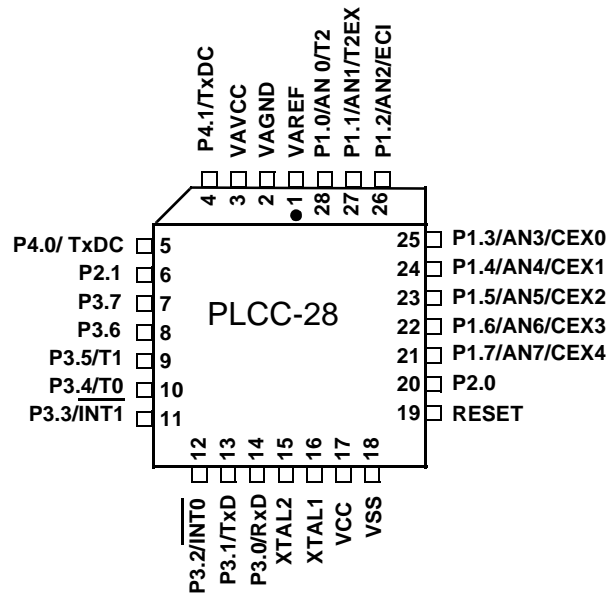 P4.1/TxDC
VAVCC
VAGND
VAREF
P1.0/AN 0/T2
P1.1/AN1/T2EX
P1.2/AN2/ECI
4
3
2
1
28
27
26
P4.0/ TxDC
5
P2.1
6
P3.7
7
P3.6
8
P3.5/T1
9
P3.4/T0
10
P3.3/INT1
11
PLCC-28
25
P1.3/AN3/CEX0
24
P1.4/AN4/CEX1
23
P1.5/AN5/CEX2
22
P1.6/AN6/CEX3
21
P1.7/AN7/CEX4
20
P2.0
19
RESET
12
13
14
15
16
17
18
P3.2/INT0
P3.1/TxD
P3.0/RxD
XTAL2
XTAL1
VCC
VSS